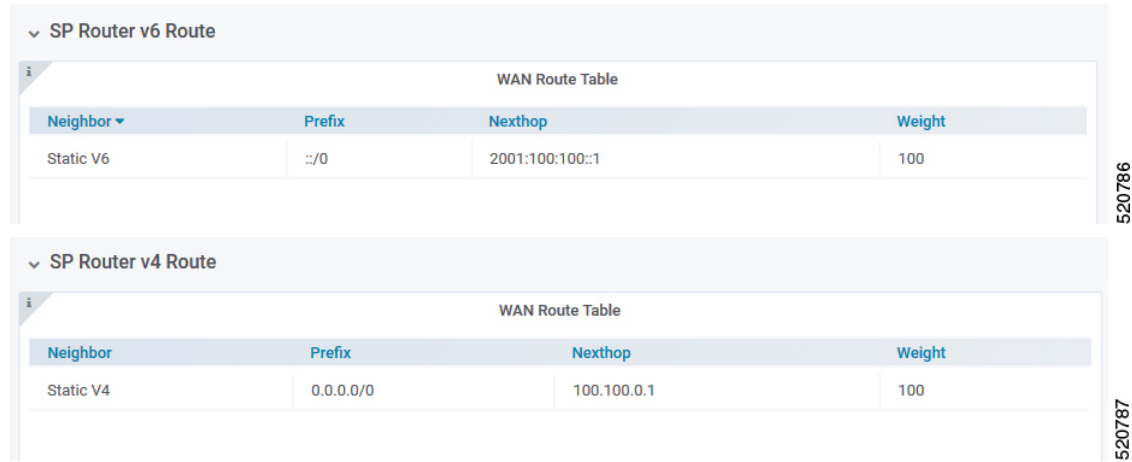 SP Router v6 Route
i
WAN Route Table
Neighbor Prefix Nexthop Weight
Static V6 ::/0 2001:100:100::1 100
520786
SP Router v4 Route
i
WAN Route Table
Neighbor Prefix Nexthop Weight
Static V4 0.0.0.0/0 100.100.0.1 100
520787